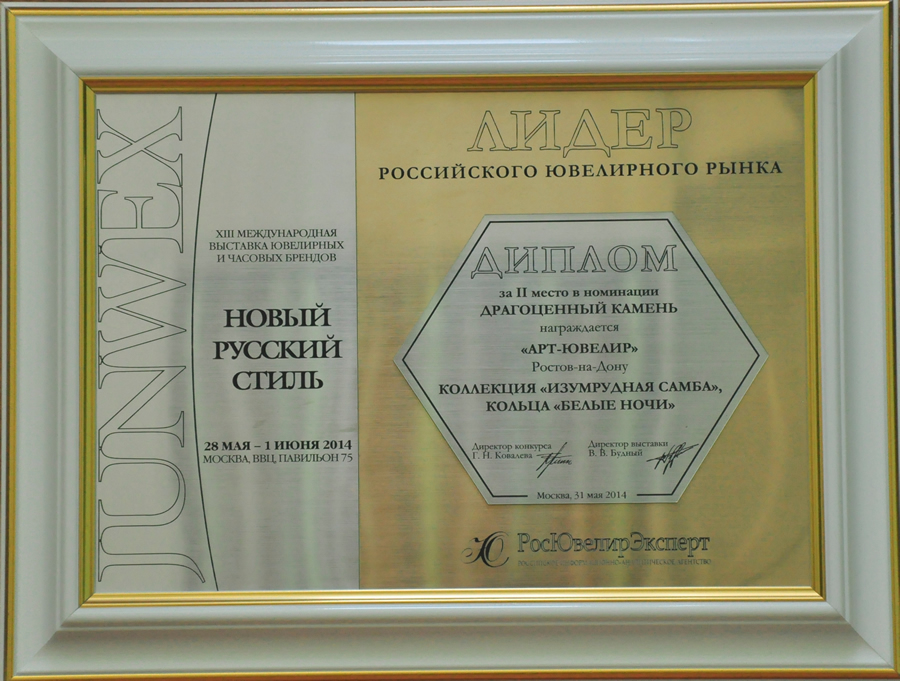 JUNWEX
XIII МЕЖДУНАРОДНАЯ
ВЫСТАВКА ЮВЕЛИРНЫХ
И ЧАСОВЫХ БРЕНДОВ
НОВЫЙ
РУССКИЙ
СТИЛЬ
28 МАЯ – 1 ИЮНЯ 2014
МОСКВА, ВВЦ, ПАВИЛЬОН 75
ЛИДЕР
РОССИЙСКОГО ЮВЕЛИРНОГО РЫНКА
ДИПЛОМ
за II место в номинации
ДРАГОЦЕННЫЙ КАМЕНЬ
награждается
«АРТ-ЮВЕЛИР»
Ростов-на-Дону
КОЛЛЕКЦИЯ «ИЗУМРУДНАЯ САМБА»,
КОЛЬЦА «БЕЛЫЕ НОЧИ»
Директор конкурса
Г. Н. Ковалева
Директор выставки
В. В. Будный
Москва, 31 мая 2014
РосЮвелирЭксперт
АГЕНТСТВО